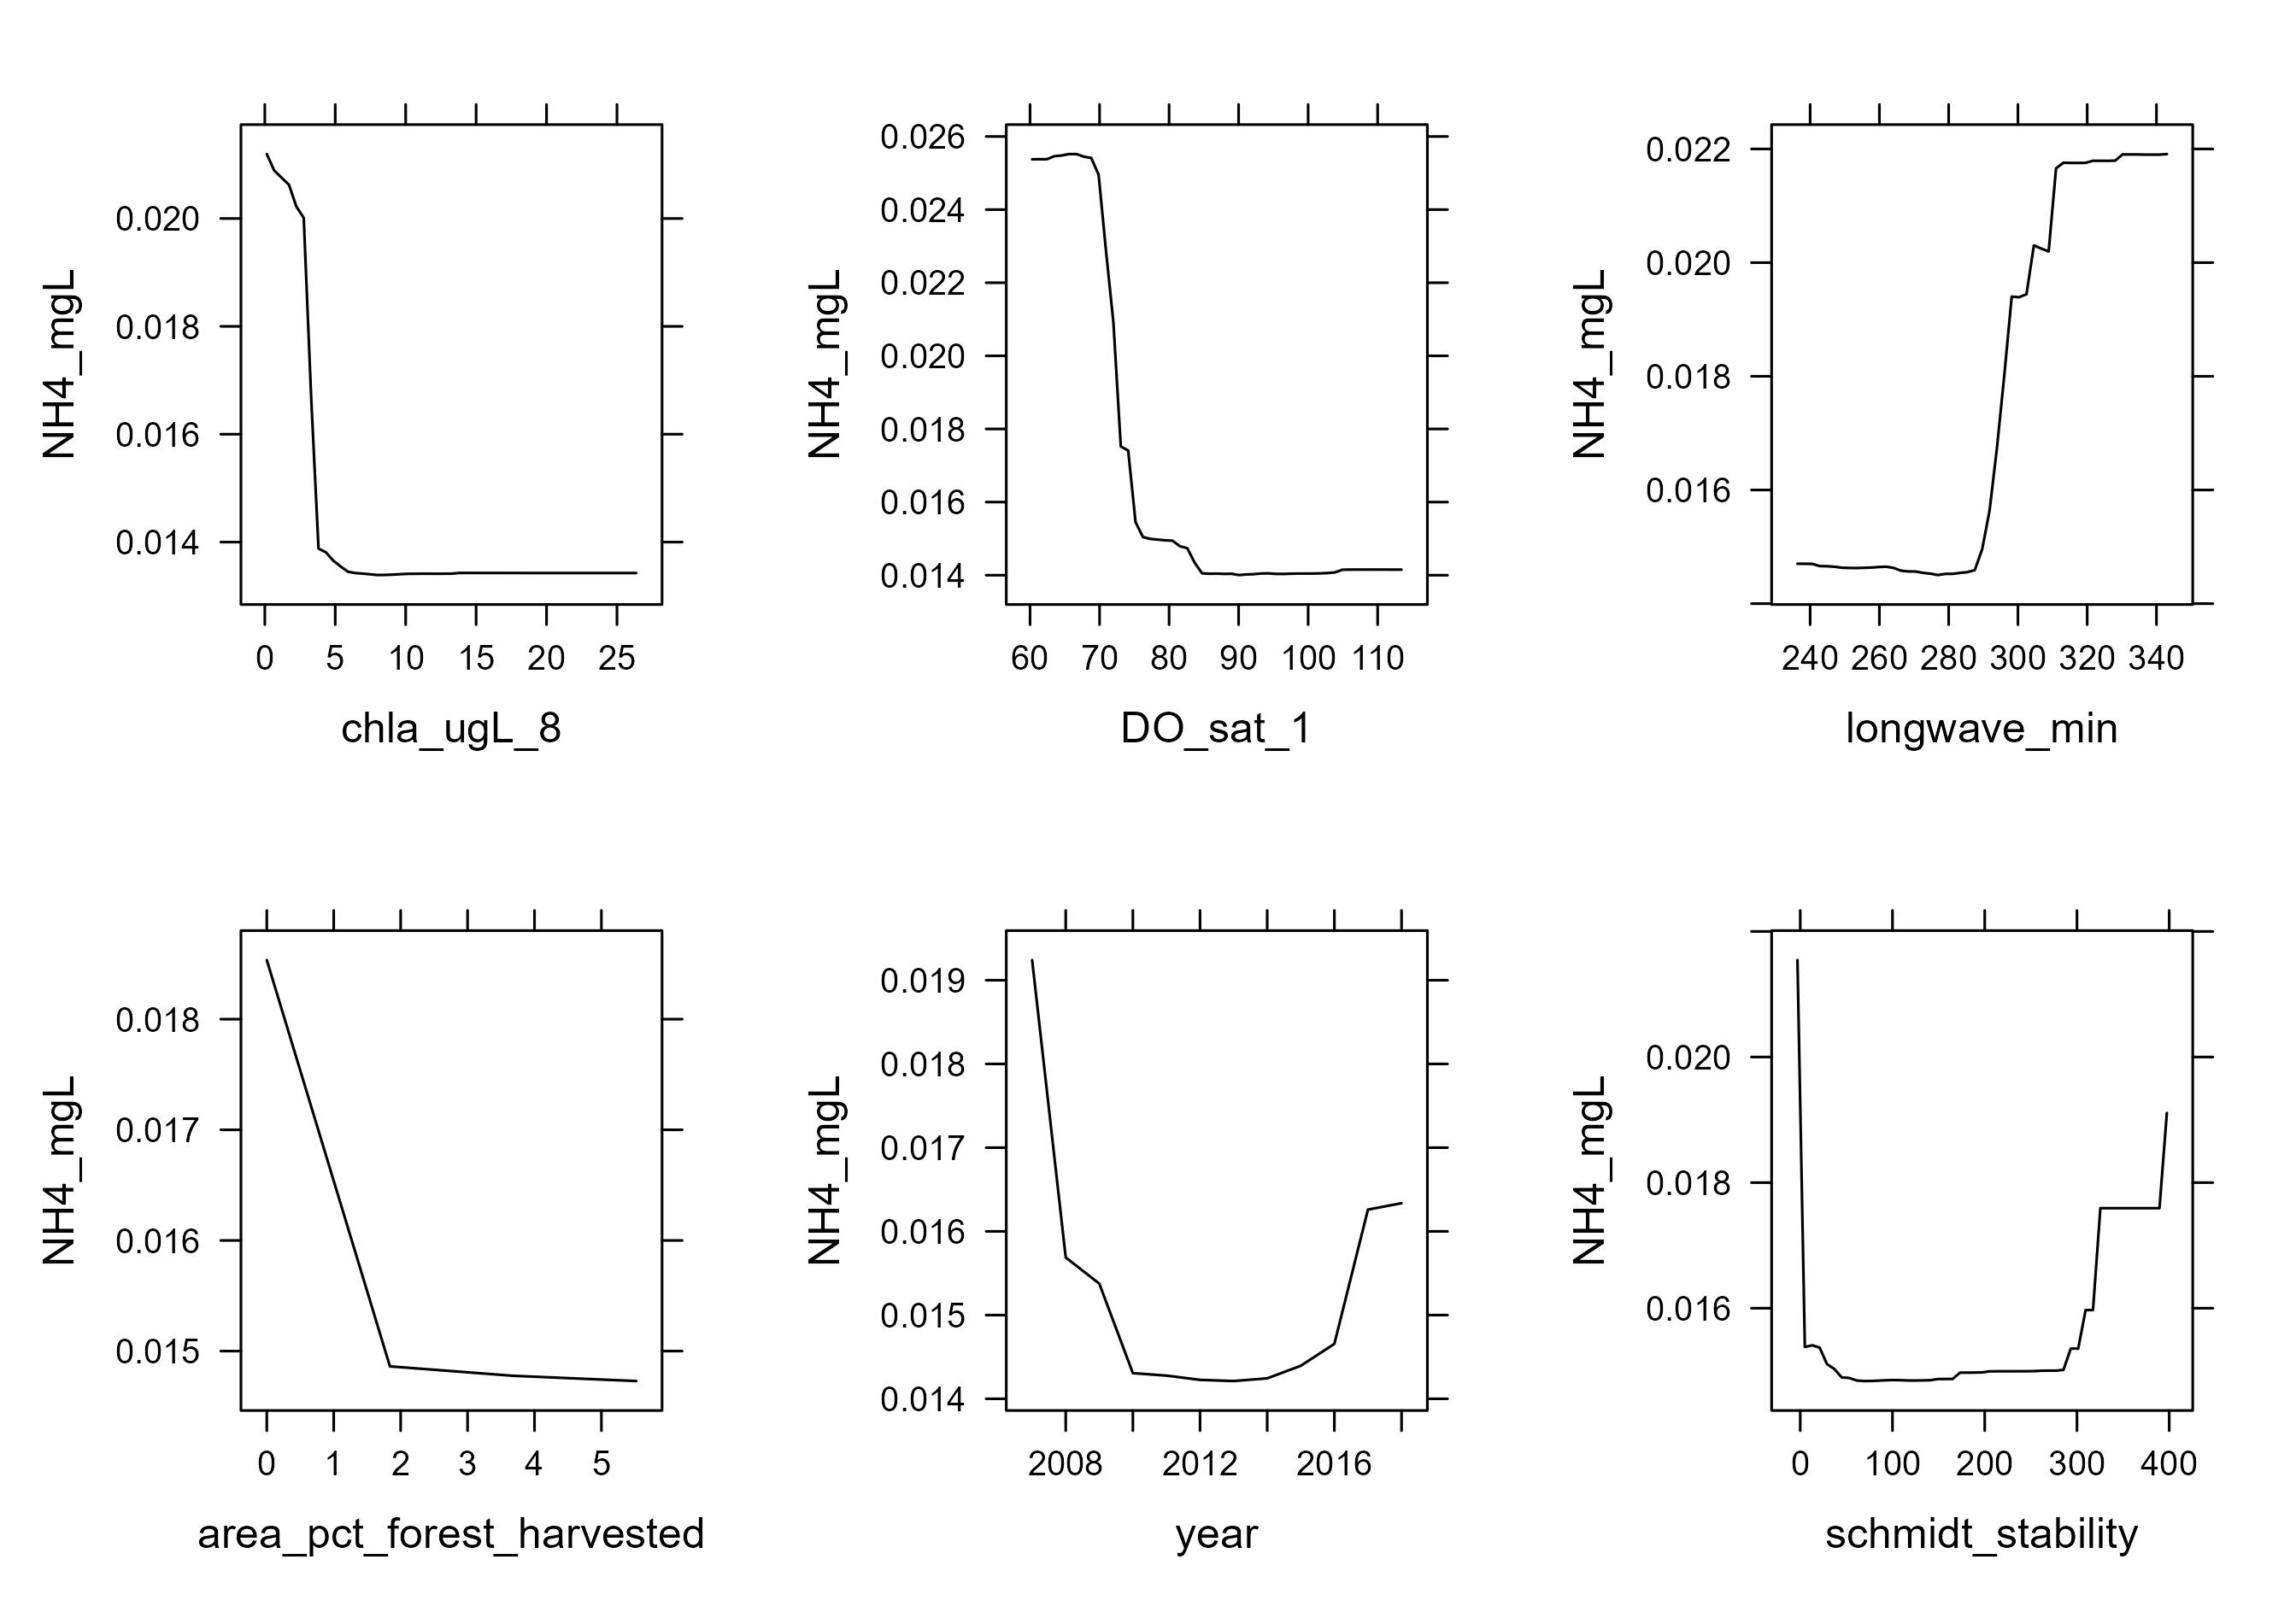 NH4_mgL
0.020
0.018
0.016
0.014
0 5 10 15 20 25
chla_ugL_8
NH4_mgL
0.026
0.024
0.022
0.020
0.018
0.016
0.014
60 70 80 90 100 110
DO_sat_1
NH4_mgL
0.022
0.020
0.018
0.016
240 260 280 300 320 340
longwave_min
NH4_mgL
0.018
0.017
0.016
0.015
0 1 2 3 4 5
area_pct_forest_harvested
NH4_mgL
0.019
0.018
0.017
0.016
0.015
0.014
2008 2012 2016
year
NH4_mgL
0.020
0.018
0.016
0 100 200 300 400
schmidt_stability